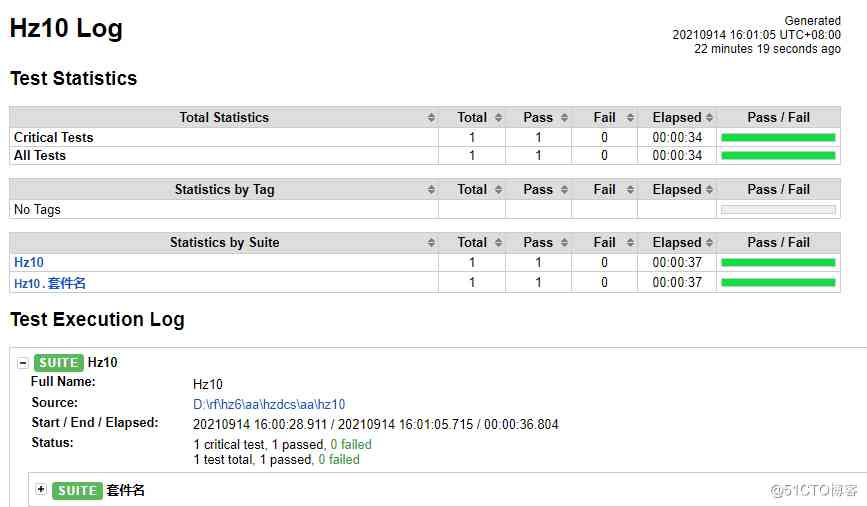 Hz10 Log
Generated
20210914 16:01:05 UTC+08:00
22 minutes 19 seconds ago
Test Statistics
Total Statistics Total Pass Fail Elapsed Pass / Fail
Critical Tests 1 1 0 00:00:34
All Tests 1 1 0 00:00:34
Statistics by Tag Total Pass Fail Elapsed Pass / Fail
No Tags
Statistics by Suite Total Pass Fail Elapsed Pass / Fail
Hz10 1 1 0 00:00:37
Hz10.套件名 1 1 0 00:00:37
Test Execution Log
SUITE Hz10
Full Name: Hz10
Source: D:\rf\hz6\aa\hzdcs\aa\hz10
Start / End / Elapsed: 20210914 16:00:28.911 / 20210914 16:01:05.715 / 00:00:36.804
Status: 1 critical test, 1 passed, 0 failed
1 test total, 1 passed, 0 failed
SUITE 套件名
@51CTO博客